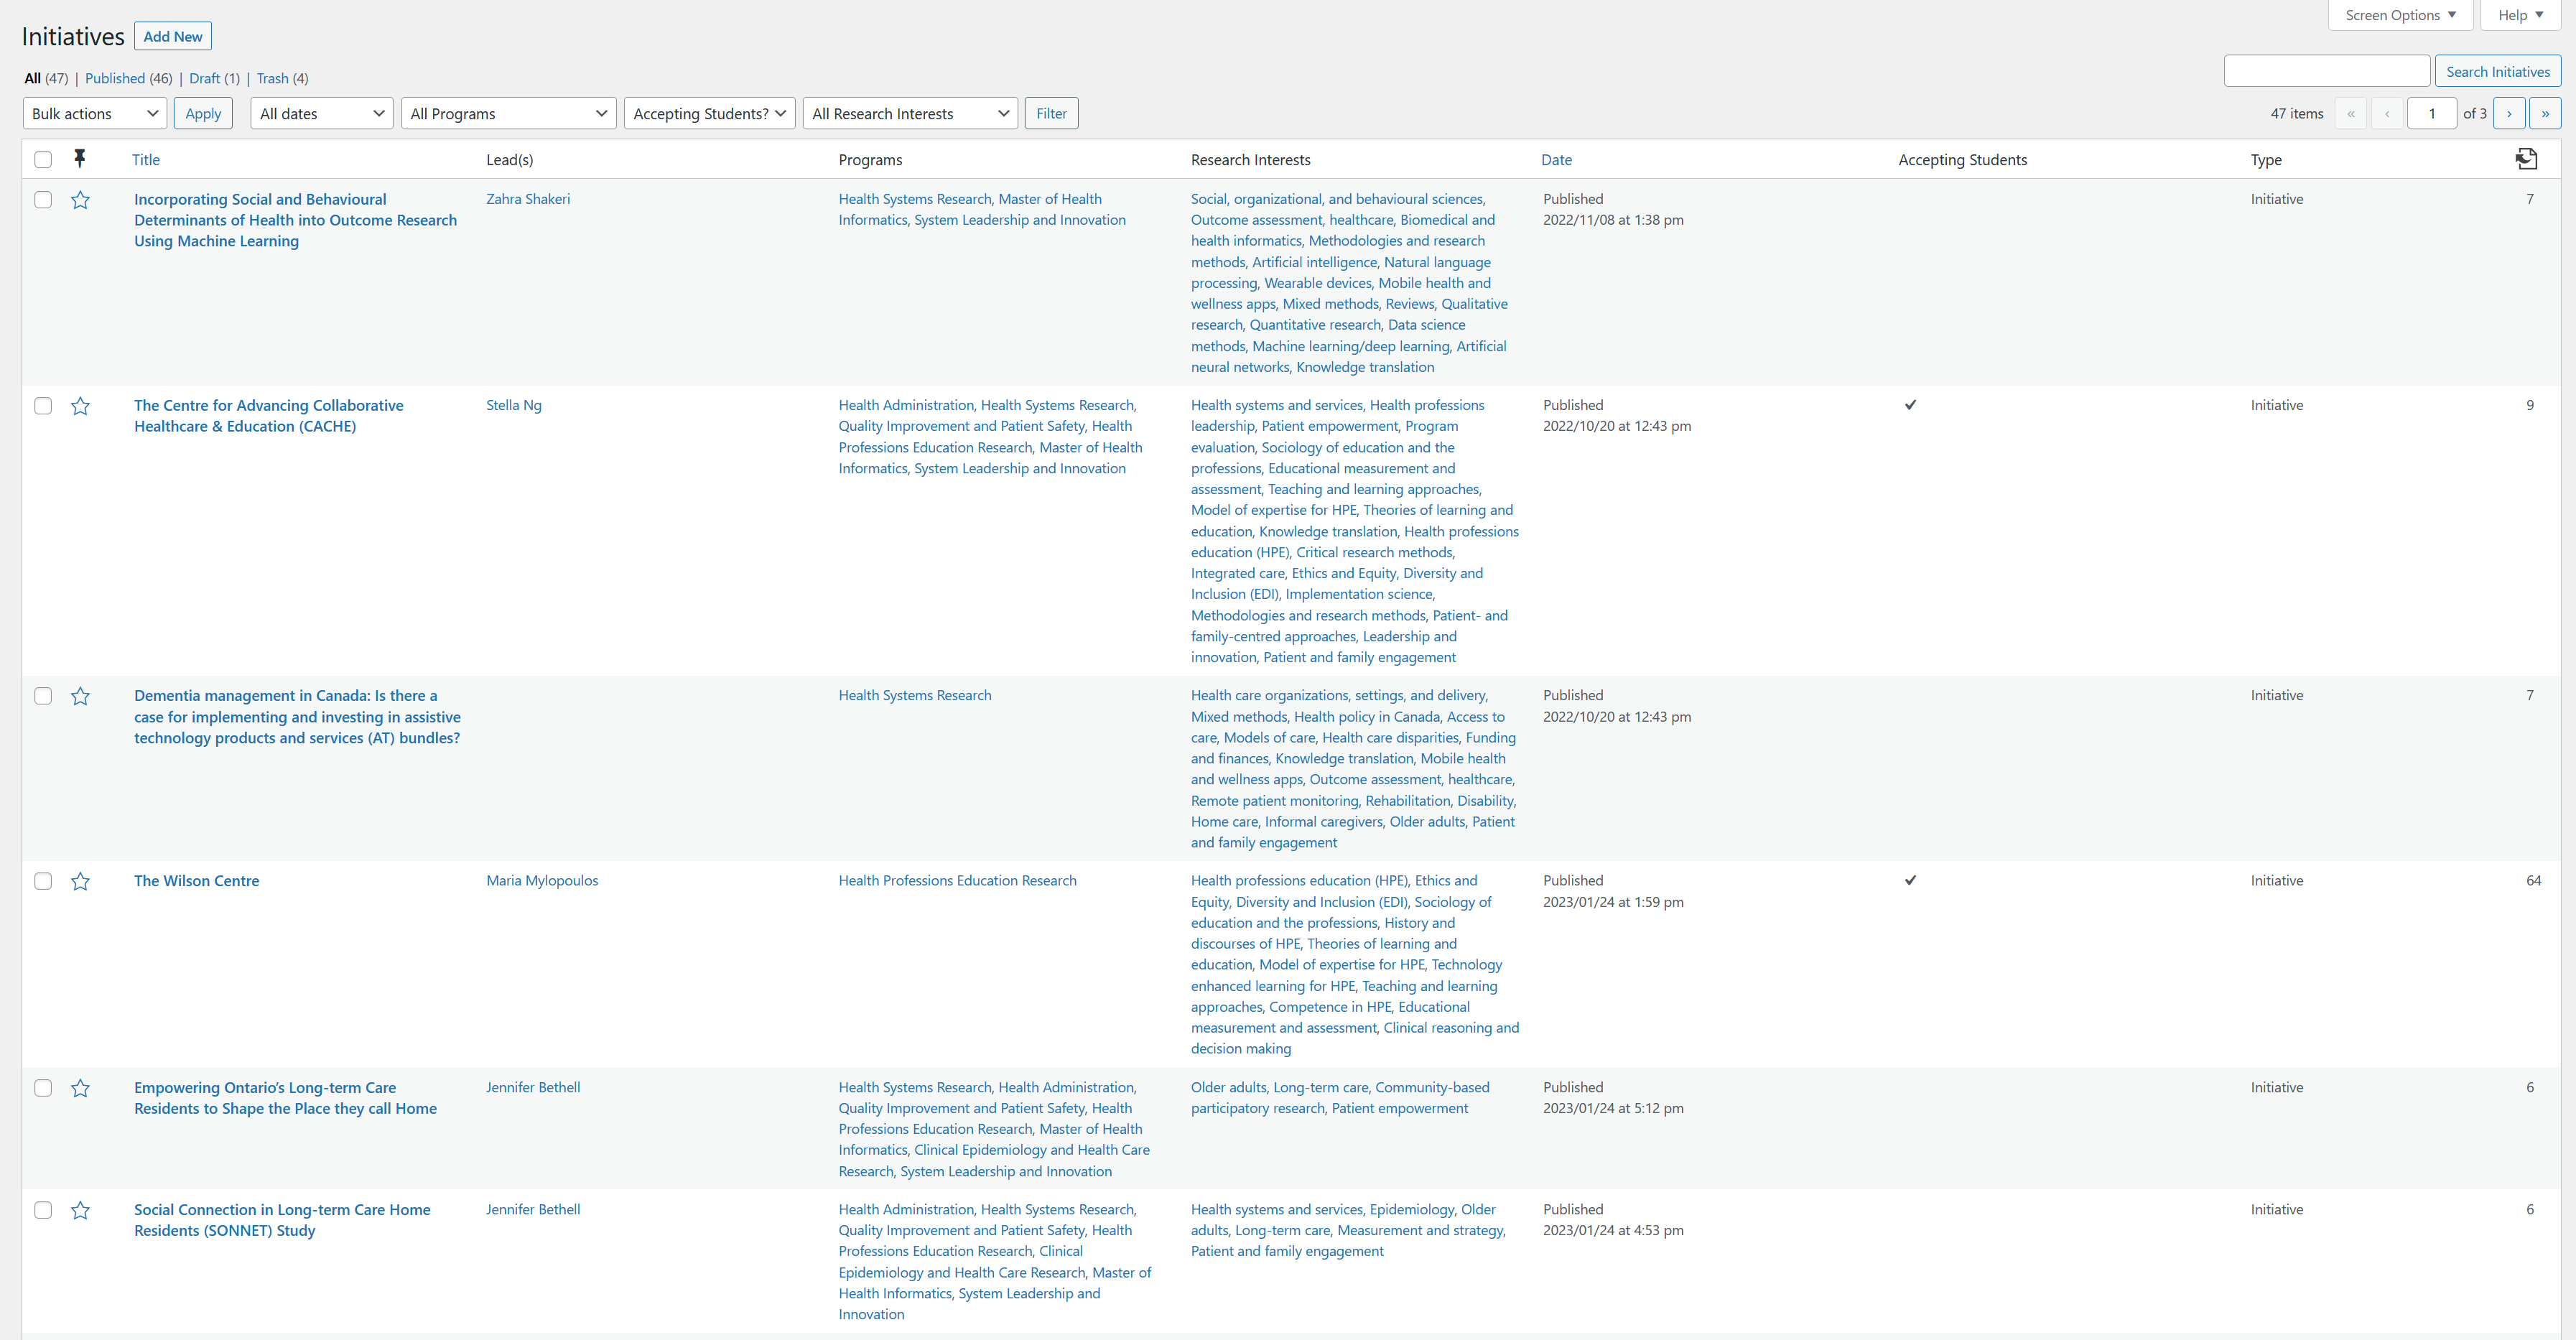 Initiatives Add New
Screen Options Help
All (47) | Published (46) | Draft (1) | Trash (4)
Search Initiatives
Bulk actions Apply All dates All Programs Accepting Students? All Research Interests Filter
47 items « ‹ 1 of 3 › »
Title Lead(s) Programs Research Interests Date Accepting Students Type
Incorporating Social and Behavioural
Determinants of Health into Outcome Research
Using Machine Learning
Zahra Shakeri
Health Systems Research, Master of Health
Informatics, System Leadership and Innovation
Social, organizational, and behavioural sciences,
Outcome assessment, healthcare, Biomedical and
health informatics, Methodologies and research
methods, Artificial intelligence, Natural language
processing, Wearable devices, Mobile health and
wellness apps, Mixed methods, Reviews, Qualitative
research, Quantitative research, Data science
methods, Machine learning/deep learning, Artificial
neural networks, Knowledge translation
Published
2022/11/08 at 1:38 pm
Initiative
7
The Centre for Advancing Collaborative
Healthcare & Education (CACHE)
Stella Ng
Health Administration, Health Systems Research,
Quality Improvement and Patient Safety, Health
Professions Education Research, Master of Health
Informatics, System Leadership and Innovation
Health systems and services, Health professions
leadership, Patient empowerment, Program
evaluation, Sociology of education and the
professions, Educational measurement and
assessment, Teaching and learning approaches,
Model of expertise for HPE, Theories of learning and
education, Knowledge translation, Health professions
education (HPE), Critical research methods,
Integrated care, Ethics and Equity, Diversity and
Inclusion (EDI), Implementation science,
Methodologies and research methods, Patient- and
family-centred approaches, Leadership and
innovation, Patient and family engagement
Published
2022/10/20 at 12:43 pm
✔
Initiative
9
Dementia management in Canada: Is there a
case for implementing and investing in assistive
technology products and services (AT) bundles?
Health Systems Research
Health care organizations, settings, and delivery,
Mixed methods, Health policy in Canada, Access to
care, Models of care, Health care disparities, Funding
and finances, Knowledge translation, Mobile health
and wellness apps, Outcome assessment, healthcare,
Remote patient monitoring, Rehabilitation, Disability,
Home care, Informal caregivers, Older adults, Patient
and family engagement
Published
2022/10/20 at 12:43 pm
Initiative
7
The Wilson Centre
Maria Mylopoulos
Health Professions Education Research
Health professions education (HPE), Ethics and
Equity, Diversity and Inclusion (EDI), Sociology of
education and the professions, History and
discourses of HPE, Theories of learning and
education, Model of expertise for HPE, Technology
enhanced learning for HPE, Teaching and learning
approaches, Competence in HPE, Educational
measurement and assessment, Clinical reasoning and
decision making
Published
2023/01/24 at 1:59 pm
✔
Initiative
64
Empowering Ontario’s Long-term Care
Residents to Shape the Place they call Home
Jennifer Bethell
Health Systems Research, Health Administration,
Quality Improvement and Patient Safety, Health
Professions Education Research, Master of Health
Informatics, Clinical Epidemiology and Health Care
Research, System Leadership and Innovation
Older adults, Long-term care, Community-based
participatory research, Patient empowerment
Published
2023/01/24 at 5:12 pm
Initiative
6
Social Connection in Long-term Care Home
Residents (SONNET) Study
Jennifer Bethell
Health Administration, Health Systems Research,
Quality Improvement and Patient Safety, Health
Professions Education Research, Clinical
Epidemiology and Health Care Research, Master of
Health Informatics, System Leadership and
Innovation
Health systems and services, Epidemiology, Older
adults, Long-term care, Measurement and strategy,
Patient and family engagement
Published
2023/01/24 at 4:53 pm
Initiative
6